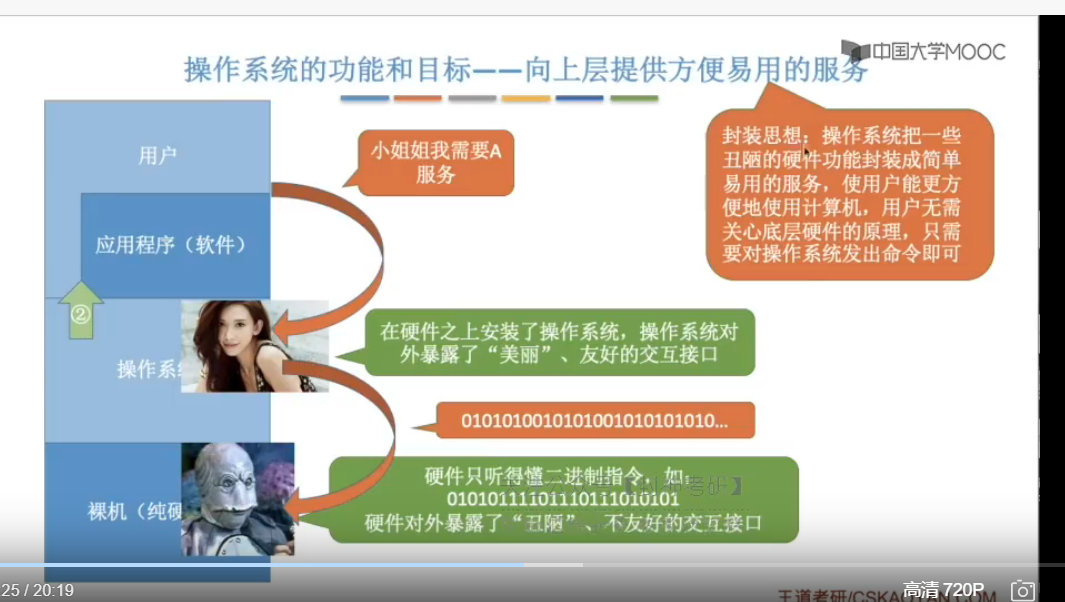 中国大学MOOC
操作系统的功能和目标——向上层提供方便易用的服务
用户
小姐姐我需要A
服务
封装思想：操作系统把一些
丑陋的硬件功能封装成简单
易用的服务，使用户能更方
便地使用计算机，用户无需
关心底层硬件的原理，只需
要对操作系统发出命令即可
应用程序（软件）
②
在硬件之上安装了操作系统，操作系统对
外暴露了“美丽”、友好的交互接口
操作系
0101010010101001010101010...
硬件只听得懂二进制指令，如
010101111011101110101 01
硬件对外暴露了“丑陋”、不友好的交互接口
裸机（纯硬
25 / 20:19
高清 720P
王道考研/CSKAOYAN.COM